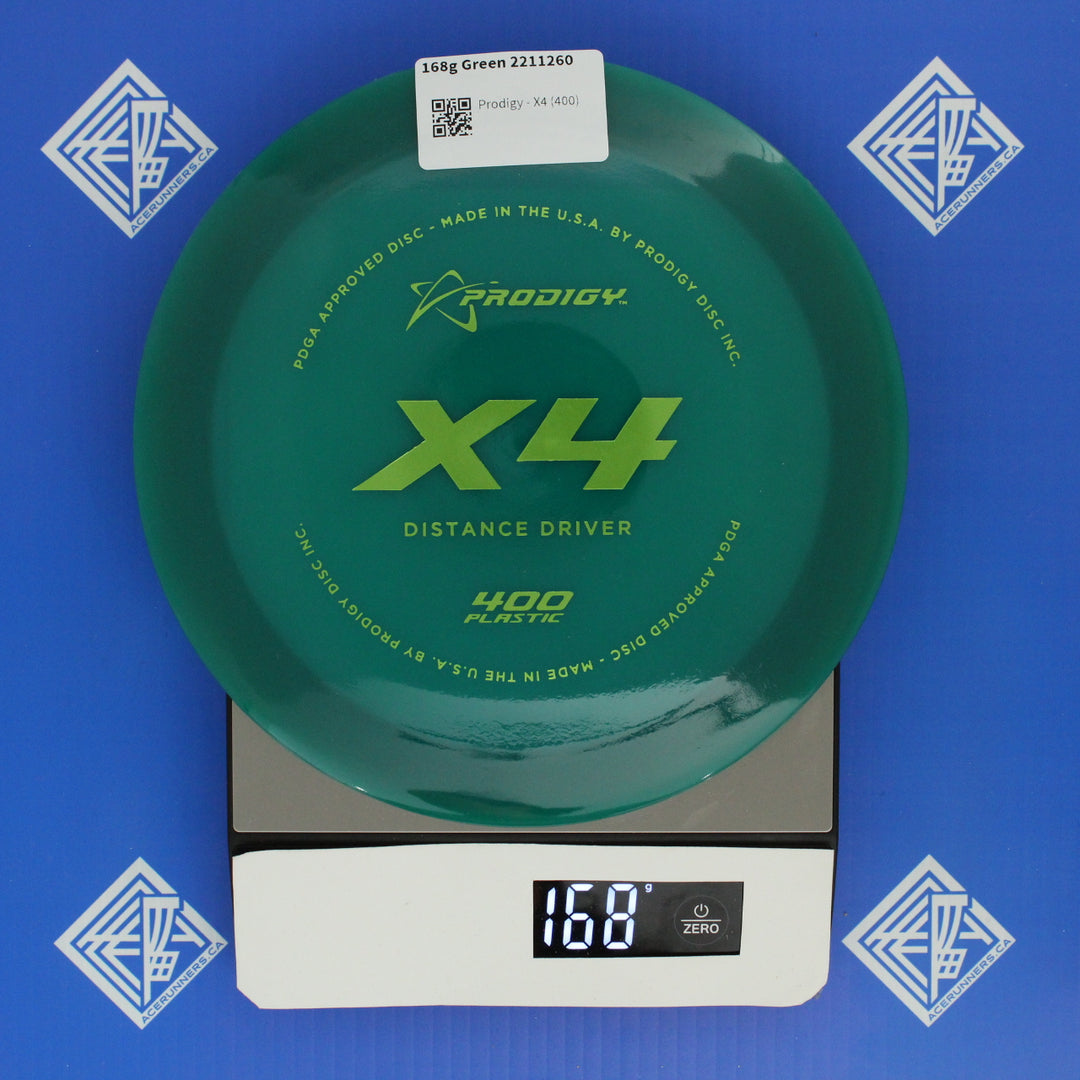 168g Green 2211260
Prodigy - X4 (400)
ACERUNNERS.CA
ACERUNNERS.CA
PDGA APPROVED DISC - MADE IN THE U.S.A. BY PRODIGY DISC INC.
PRODIGY™
X4
DISTANCE DRIVER
400
PLASTIC
PDGA APPROVED DISC - MADE IN THE U.S.A. BY PRODIGY DISC INC.
168 g
ZERO
ACERUNNERS.CA
ACERUNNERS.CA